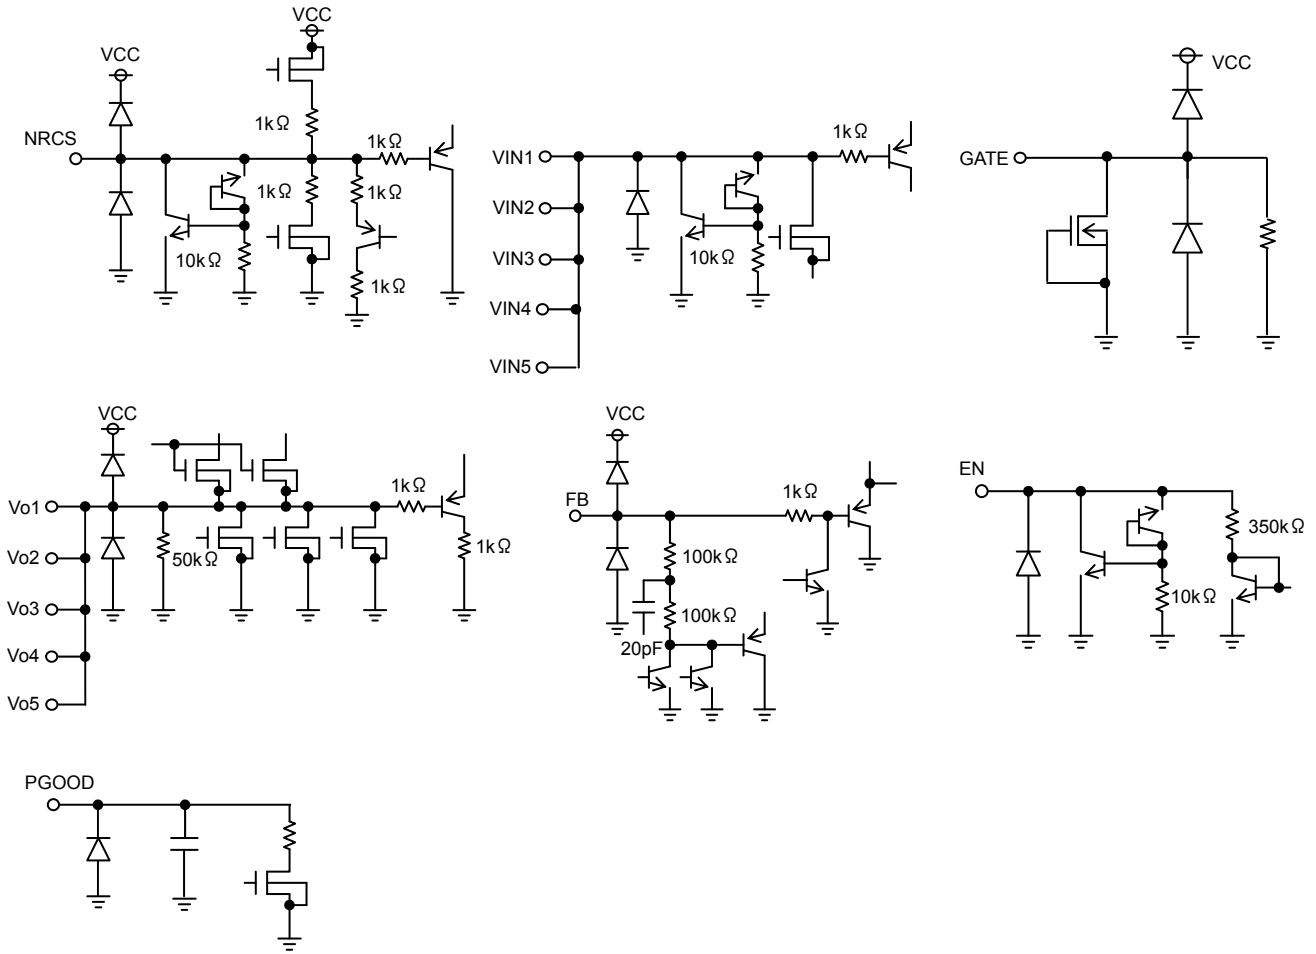 VCC
VCC
NRCS
1kΩ
1kΩ
1kΩ
1kΩ
10kΩ
1kΩ
VIN1
1kΩ
VIN2
VIN3
10kΩ
VIN4
VIN5
VCC
GATE
VCC
Vo1
1kΩ
50kΩ
1kΩ
Vo2
Vo3
Vo4
Vo5
VCC
FB
1kΩ
100kΩ
100kΩ
20pF
EN
350kΩ
10kΩ
PGOOD